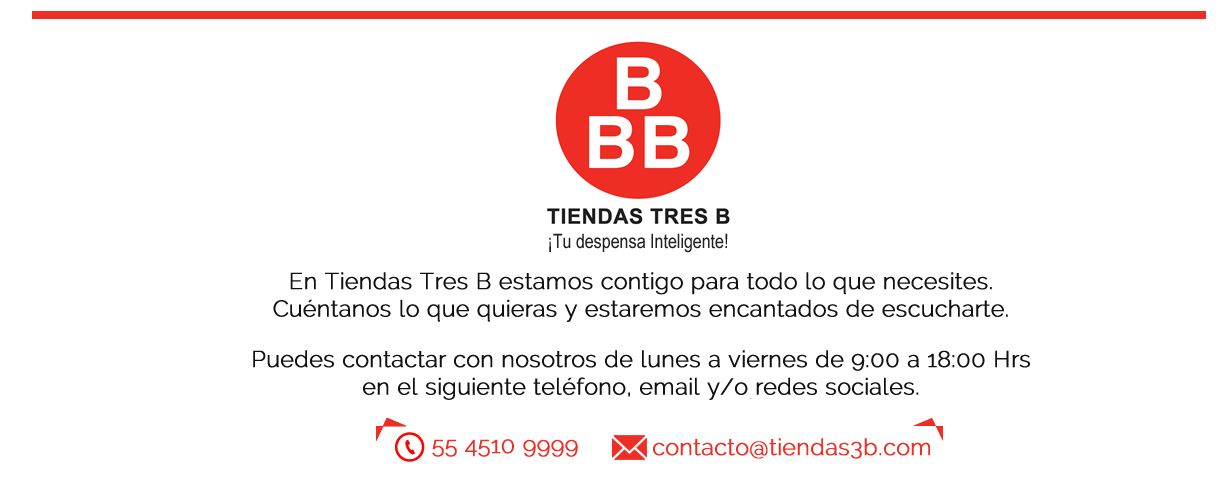 B
BB
TIENDAS TRES B
¡Tu despensa Inteligente!
En Tiendas Tres B estamos contigo para todo lo que necesites.
Cuéntanos lo que quieras y estaremos encantados de escucharte.
Puedes contactar con nosotros de lunes a viernes de 9:00 a 18:00 Hrs
en el siguiente teléfono, email y/o redes sociales.
55 4510 9999 contacto@tiendas3b.com